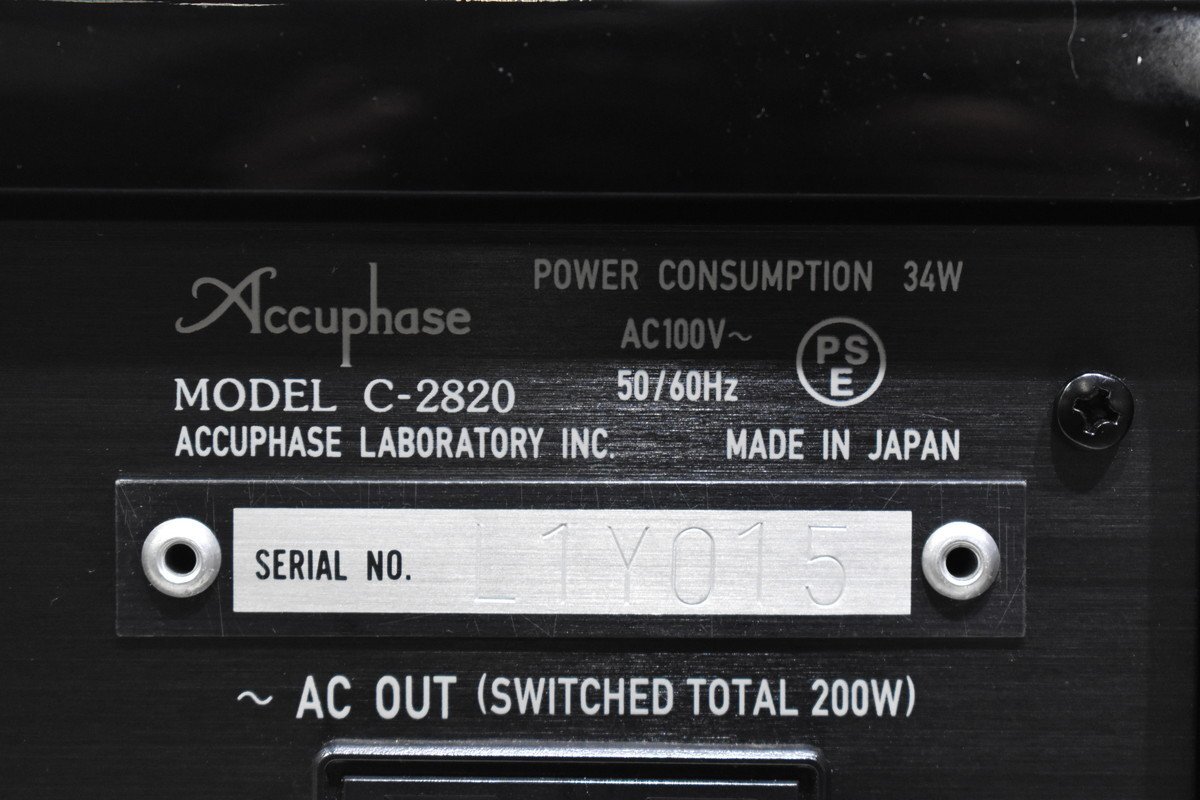 Accuphase
POWER CONSUMPTION 34W
AC100V~
PSE
MODEL C-2820
50/60Hz
ACCUPHASE LABORATORY INC.
MADE IN JAPAN
SERIAL NO. L1Y015
~ AC OUT (SWITCHED TOTAL 200W)